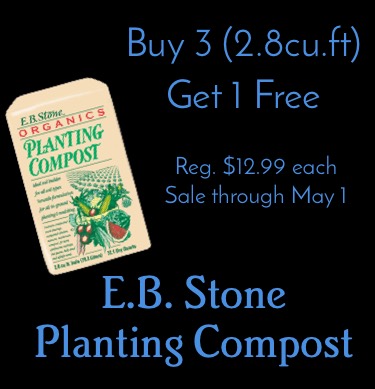 Buy 3 (2.8cu.ft)
Get 1 Free
Reg. $12.99 each
Sale through May 1
E.B. Stone
ORGANICS
PLANTING
COMPOST
E.B. Stone
Planting Compost